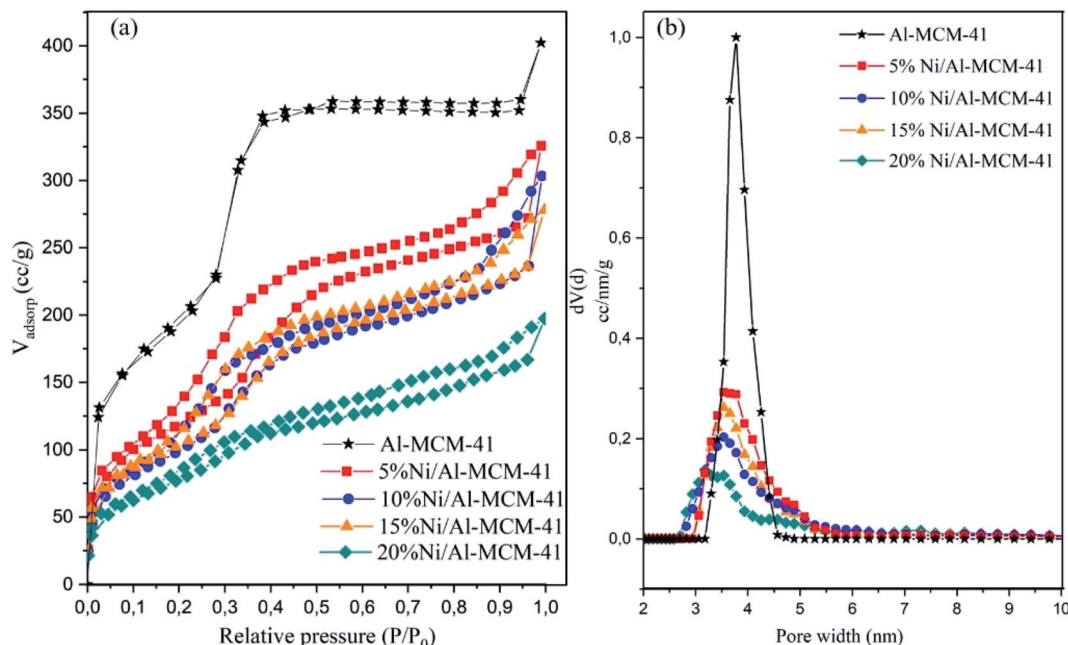 (a)
400
350
300
250
200
150
100
50
0
V_adsorp (cc/g)
0,0 0,1 0,2 0,3 0,4 0,5 0,6 0,7 0,8 0,9 1,0
Relative pressure (P/P₀)
Al-MCM-41
5%Ni/Al-MCM-41
10%Ni/Al-MCM-41
15%Ni/Al-MCM-41
20%Ni/Al-MCM-41
(b)
1,0
0,8
0,6
0,4
0,2
0,0
dV(d)
cc/nm/g
2 3 4 5 6 7 8 9 10
Pore width (nm)
Al-MCM-41
5% Ni/Al-MCM-41
10% Ni/Al-MCM-41
15% Ni/Al-MCM-41
20% Ni/Al-MCM-41